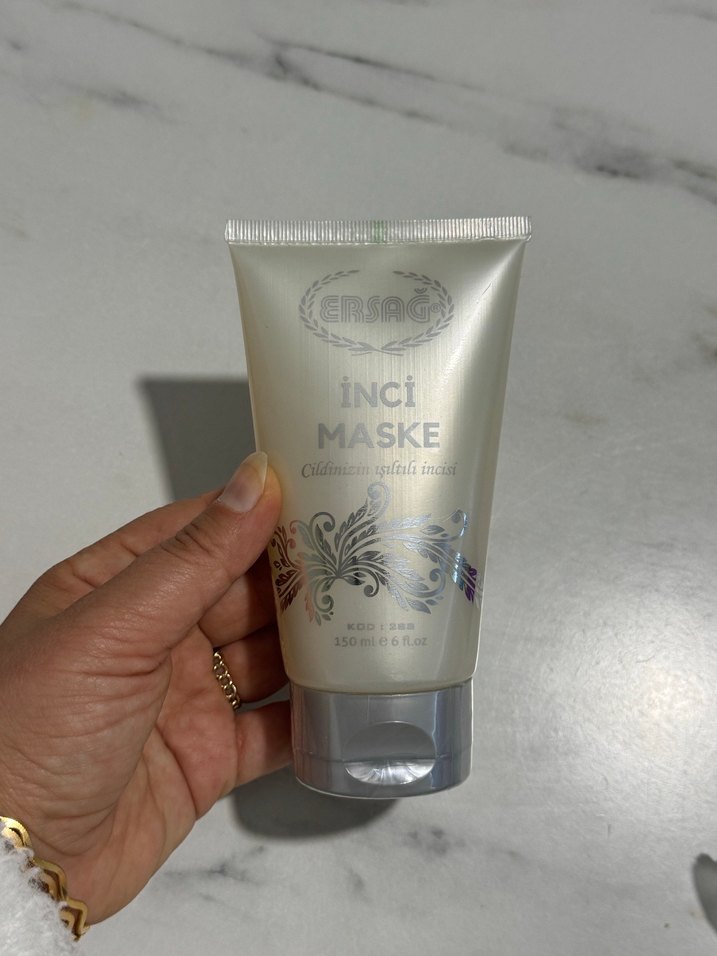 ERSAĞ®
İNCİ
MASKE
Cildinizin ışıltılı incisi
150 ml e 6 fl.oz